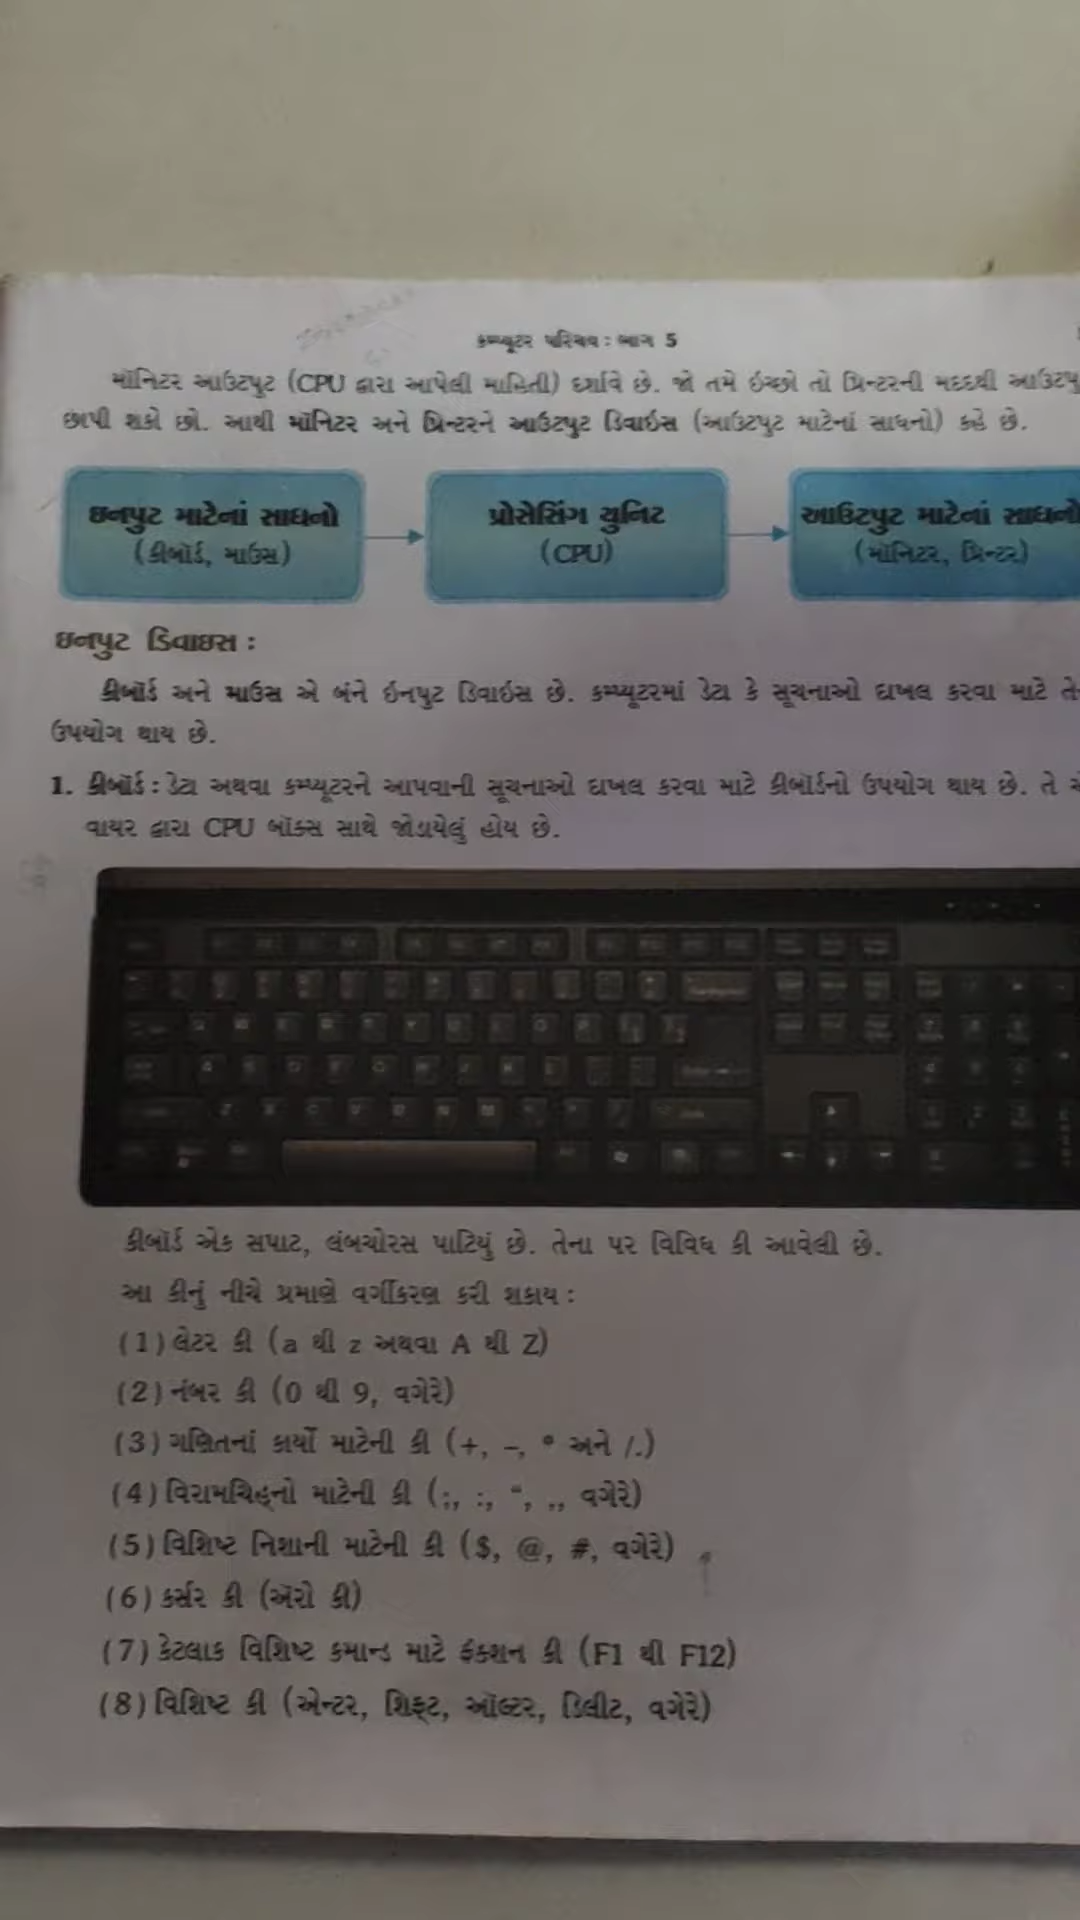 કમ્પ્યૂટર પરિચય : ભાગ 5
મૉનિટર આઉટપુટ (CPU દ્વારા આપેલી માહિતી) દર્શાવે છે. જો તમે ઇચ્છો તો પ્રિન્ટરની મદદથી આઉટપુ
છાપી શકો છો. આથી મૉનિટર અને પ્રિન્ટરને આઉટપુટ ડિવાઇસ (આઉટપુટ માટેનાં સાધનો) કહે છે.
ઇનપુટ માટેનાં સાધનો
(કીબૉર્ડ, માઉસ)
પ્રોસેસિંગ યુનિટ
(CPU)
આઉટપુટ માટેનાં સાધનો
(મૉનિટર, પ્રિન્ટર)
ઇનપુટ ડિવાઇસ :
કીબૉર્ડ અને માઉસ એ બંને ઇનપુટ ડિવાઇસ છે. કમ્પ્યૂટરમાં ડેટા કે સૂચનાઓ દાખલ કરવા માટે તે
ઉપયોગ થાય છે.
1. કીબૉર્ડ : ડેટા અથવા કમ્પ્યૂટરને આપવાની સૂચનાઓ દાખલ કરવા માટે કીબૉર્ડનો ઉપયોગ થાય છે. તે
વાયર દ્વારા CPU બૉક્સ સાથે જોડાયેલું હોય છે.
કીબૉર્ડ એક સપાટ, લંબચોરસ પાટિયું છે. તેના પર વિવિધ કી આવેલી છે.
આ કીનું નીચે પ્રમાણે વર્ગીકરણ કરી શકાય :
(1) લેટર કી (a થી z અથવા A થી Z)
(2) નંબર કી (0 થી 9, વગેરે)
(3) ગણિતનાં કાર્યો માટેની કી (+, –, * અને /.)
(4) વિરામચિહ્નો માટેની કી (;, :, “, ,, વગેરે)
(5) વિશિષ્ટ નિશાની માટેની કી ($, @, #, વગેરે)
(6) કર્સર કી (ઍરો કી)
(7) કેટલાક વિશિષ્ટ કમાન્ડ માટે ફંક્શન કી (F1 થી F12)
(8) વિશિષ્ટ કી (એન્ટર, શિફ્ટ, ઑલ્ટર, ડિલીટ, વગેરે)